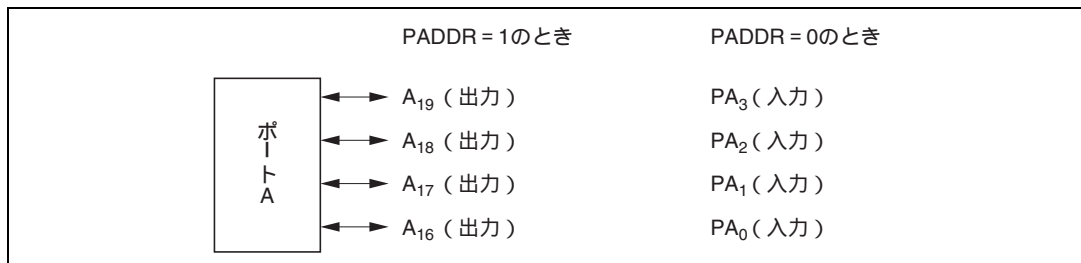 PADDR = 1のとき PADDR = 0のとき
ポートA
A19 ( 出力 ) PA3 ( 入力 )
A18 ( 出力 ) PA2 ( 入力 )
A17 ( 出力 ) PA1 ( 入力 )
A16 ( 出力 ) PA0 ( 入力 )